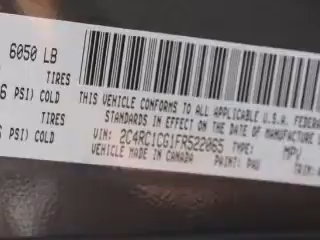 6050 LB
TIRES
PSI) COLD
TIRES
PSI) COLD
THIS VEHICLE CONFORMS TO ALL APPLICABLE U.S.A. FEDERAL
STANDARDS IN EFFECT ON THE DATE OF MANUFACTURE
VIN: 2C4RC1CG1FR522065 TYPE: MPV
VEHICLE MADE IN CANADA PAINT: PAU TRIM: